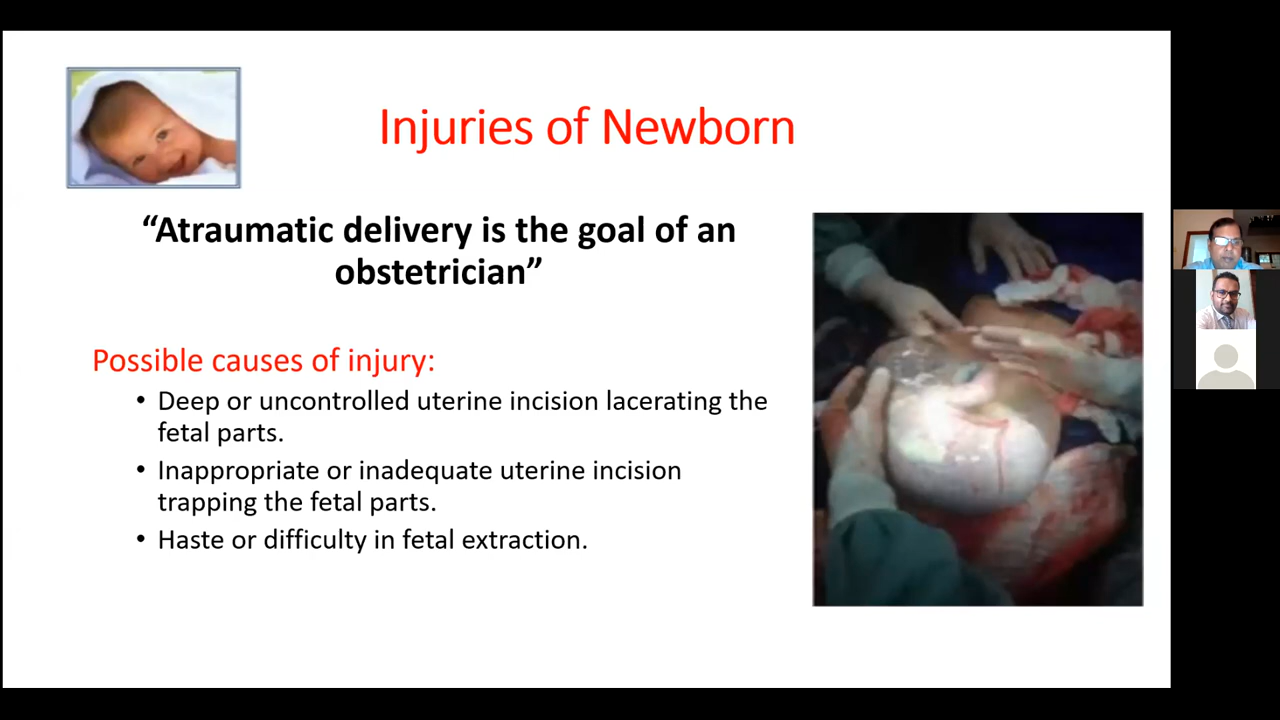 Injuries of Newborn
“Atraumatic delivery is the goal of an
obstetrician”
Possible causes of injury:
• Deep or uncontrolled uterine incision lacerating the
fetal parts.
• Inappropriate or inadequate uterine incision
trapping the fetal parts.
• Haste or difficulty in fetal extraction.